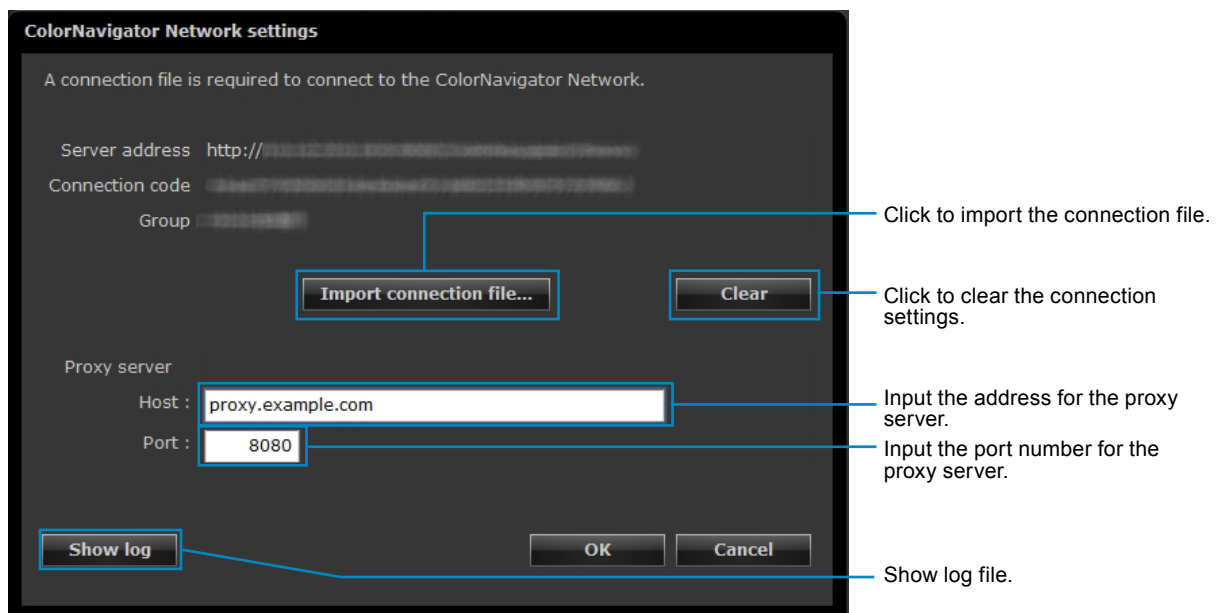 ColorNavigator Network settings
A connection file is required to connect to the ColorNavigator Network.
Server address http://
Connection code
Group
Click to import the connection file.
Import connection file...
Clear
Click to clear the connection
settings.
Proxy server
Host : proxy.example.com
Input the address for the proxy
server.
Port : 8080
Input the port number for the
proxy server.
Show log
OK
Cancel
Show log file.